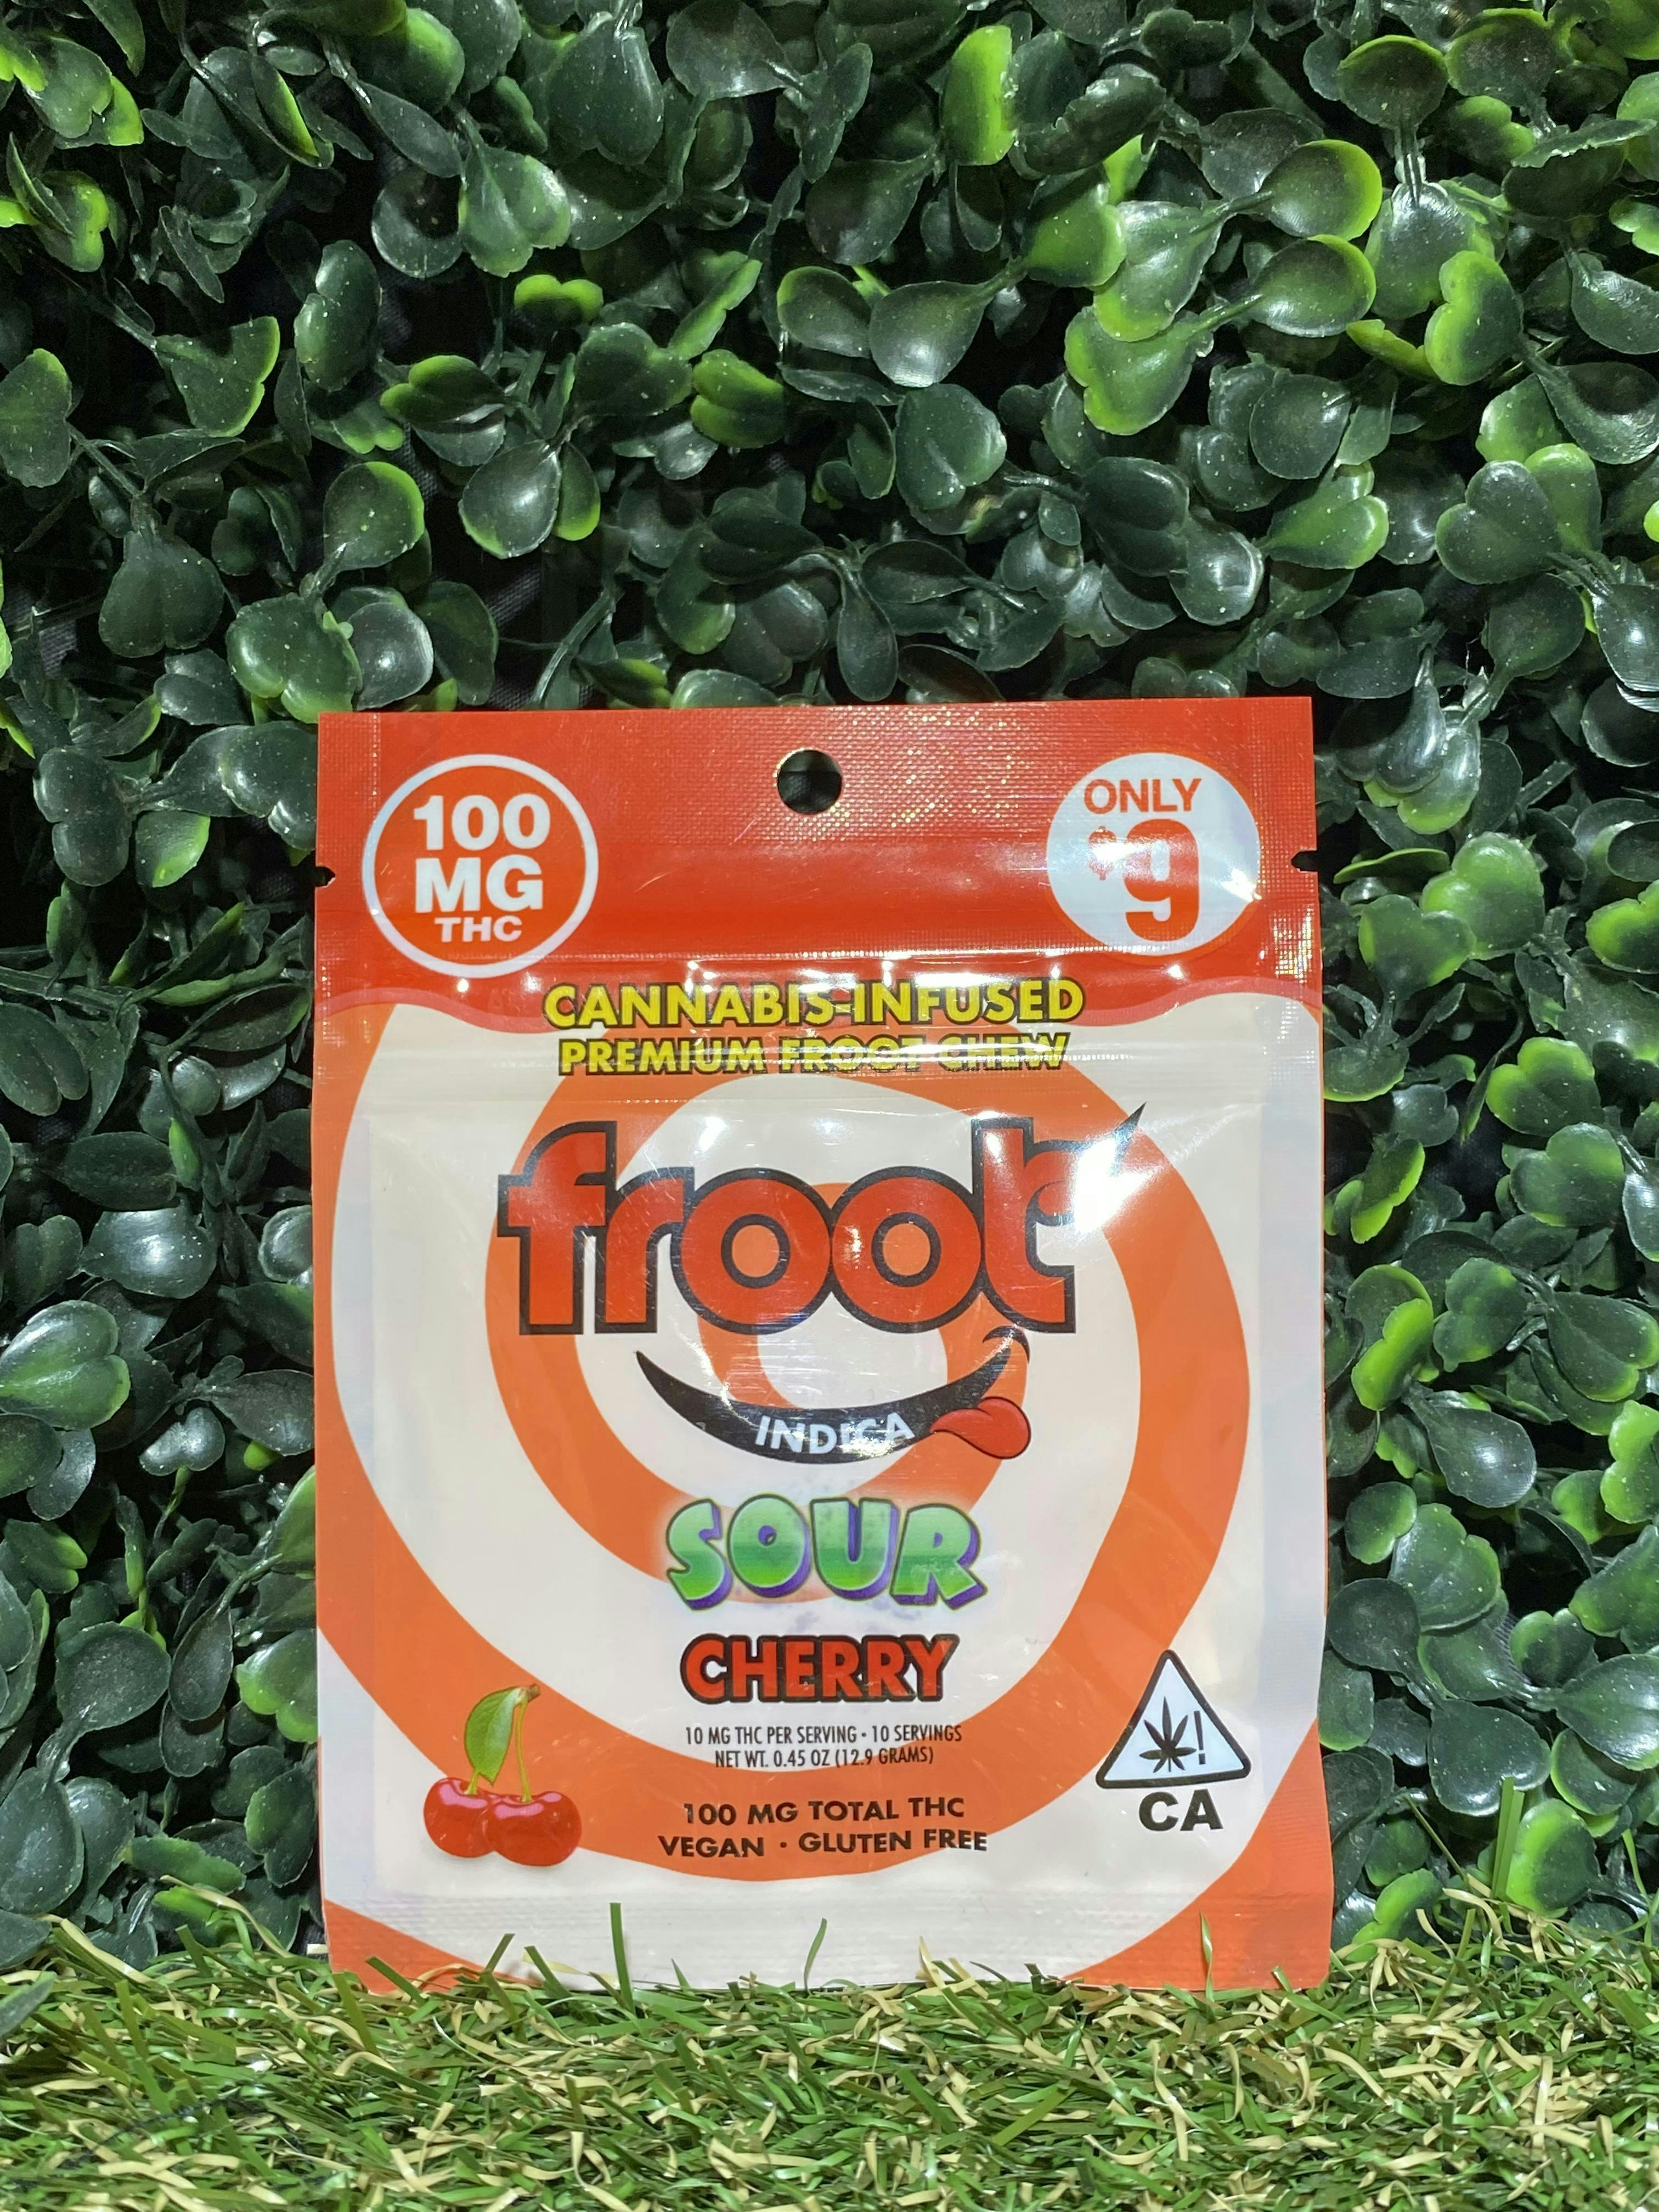 100
MG
THC
ONLY
$9
CANNABIS-INFUSED
PREMIUM FROOT CHEW
froot
INDICA
SOUR
CHERRY
10 MG THC PER SERVING • 10 SERVINGS
NET WT. 0.45 OZ (12.9 GRAMS)
100 MG TOTAL THC
VEGAN • GLUTEN FREE
!
CA